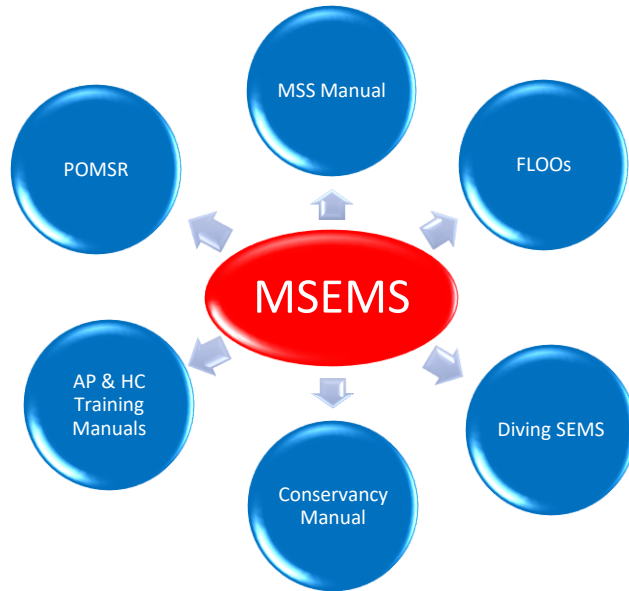 MSS Manual
POMSR
FLOOs
MSEMS
AP & HC
Training
Manuals
Diving SEMS
Conservancy
Manual